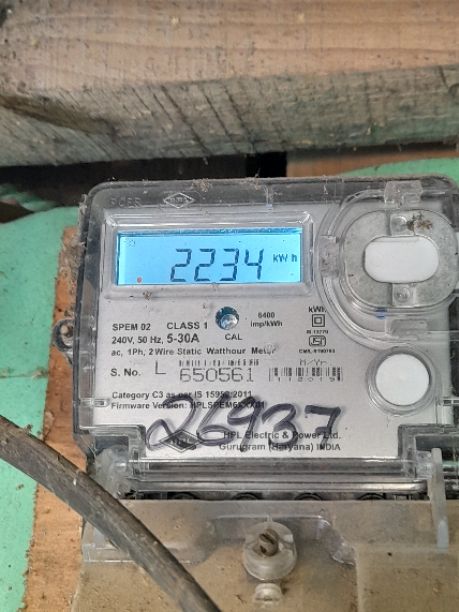 2234 kWh
6400
imp/kWh
kWh
SPEM 02 CLASS 1
240V, 50 Hz, 5-30A CAL
ac, 1Ph, 2 Wire Static Watthour Meter
S. No. L 650561
Category C3 as per IS 15959:2011
Firmware Version:
26937
HPL Electric & Power Ltd.
Gurugram (Haryana) INDIA